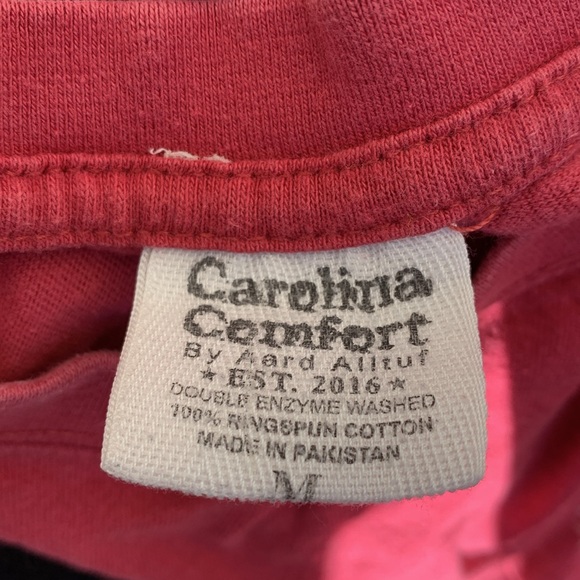 Carolina
Comfort
By Aard Alltuf
★ EST. 2016 ★
DOUBLE ENZYME WASHED
100% RINGSPUN COTTON
MADE IN PAKISTAN
M